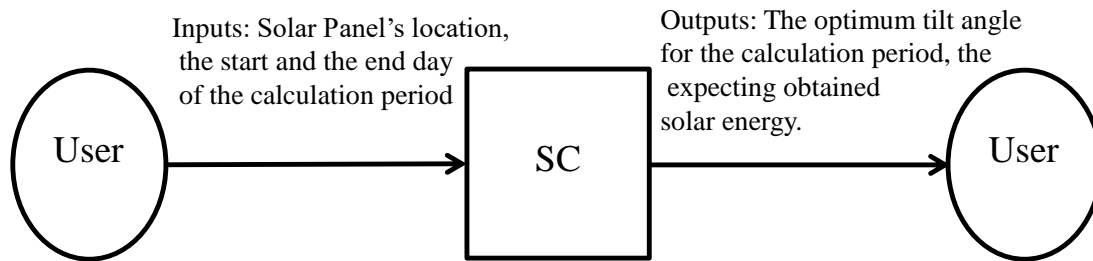 User
Inputs: Solar Panel's location,
the start and the end day
of the calculation period
SC
Outputs: The optimum tilt angle
for the calculation period, the
expecting obtained
solar energy.
User